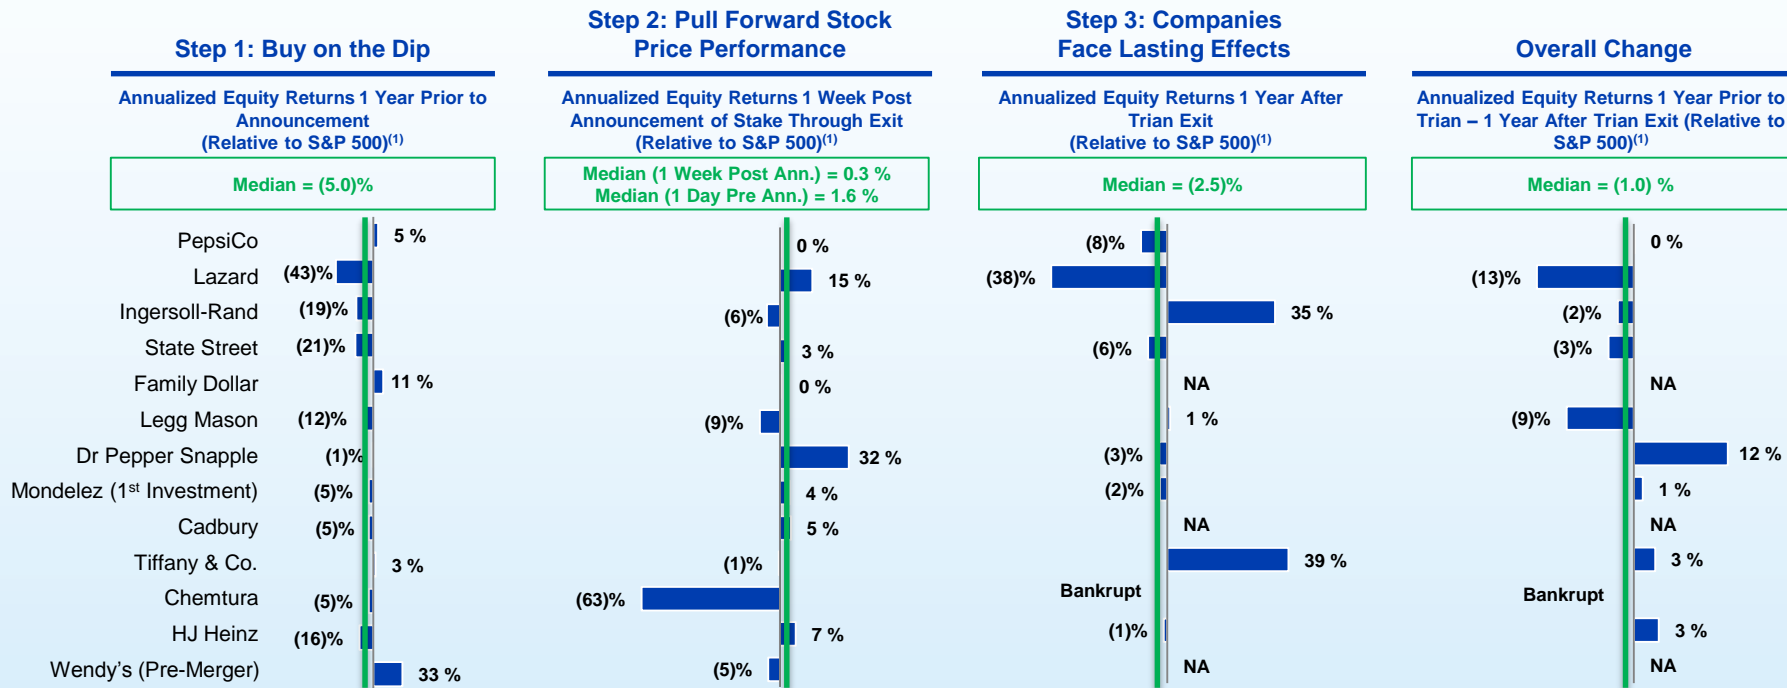 Step 1: Buy on the Dip
Annualized Equity Returns 1 Year Prior to
Announcement
(Relative to S&P 500)(1)
Median = (5.0)%
Step 2: Pull Forward Stock
Price Performance
Annualized Equity Returns 1 Week Post
Announcement of Stake Through Exit
(Relative to S&P 500)(1)
Median (1 Week Post Ann.) = 0.3 %
Median (1 Day Pre Ann.) = 1.6 %
Step 3: Companies
Face Lasting Effects
Annualized Equity Returns 1 Year After
Trian Exit
(Relative to S&P 500)(1)
Median = (2.5)%
Overall Change
Annualized Equity Returns 1 Year Prior to
Trian – 1 Year After Trian Exit (Relative to
S&P 500)(1)
Median = (1.0) %
PepsiCo 5 % 0 % (8)% 0 %
Lazard (43)% 15 % (38)% (13)%
Ingersoll-Rand (19)% (6)% 35 % (2)%
State Street (21)% 3 % (6)% (3)%
Family Dollar 11 % 0 % NA NA
Legg Mason (12)% (9)% 1 % (9)%
Dr Pepper Snapple (1)% 32 % (3)% 12 %
Mondelez (1st Investment) (5)% 4 % (2)% 1 %
Cadbury (5)% 5 % NA NA
Tiffany & Co. 3 % (1)% 39 % 3 %
Chemtura (5)% (63)% Bankrupt Bankrupt
HJ Heinz (16)% 7 % (1)% 3 %
Wendy's (Pre-Merger) 33 % (5)% NA NA